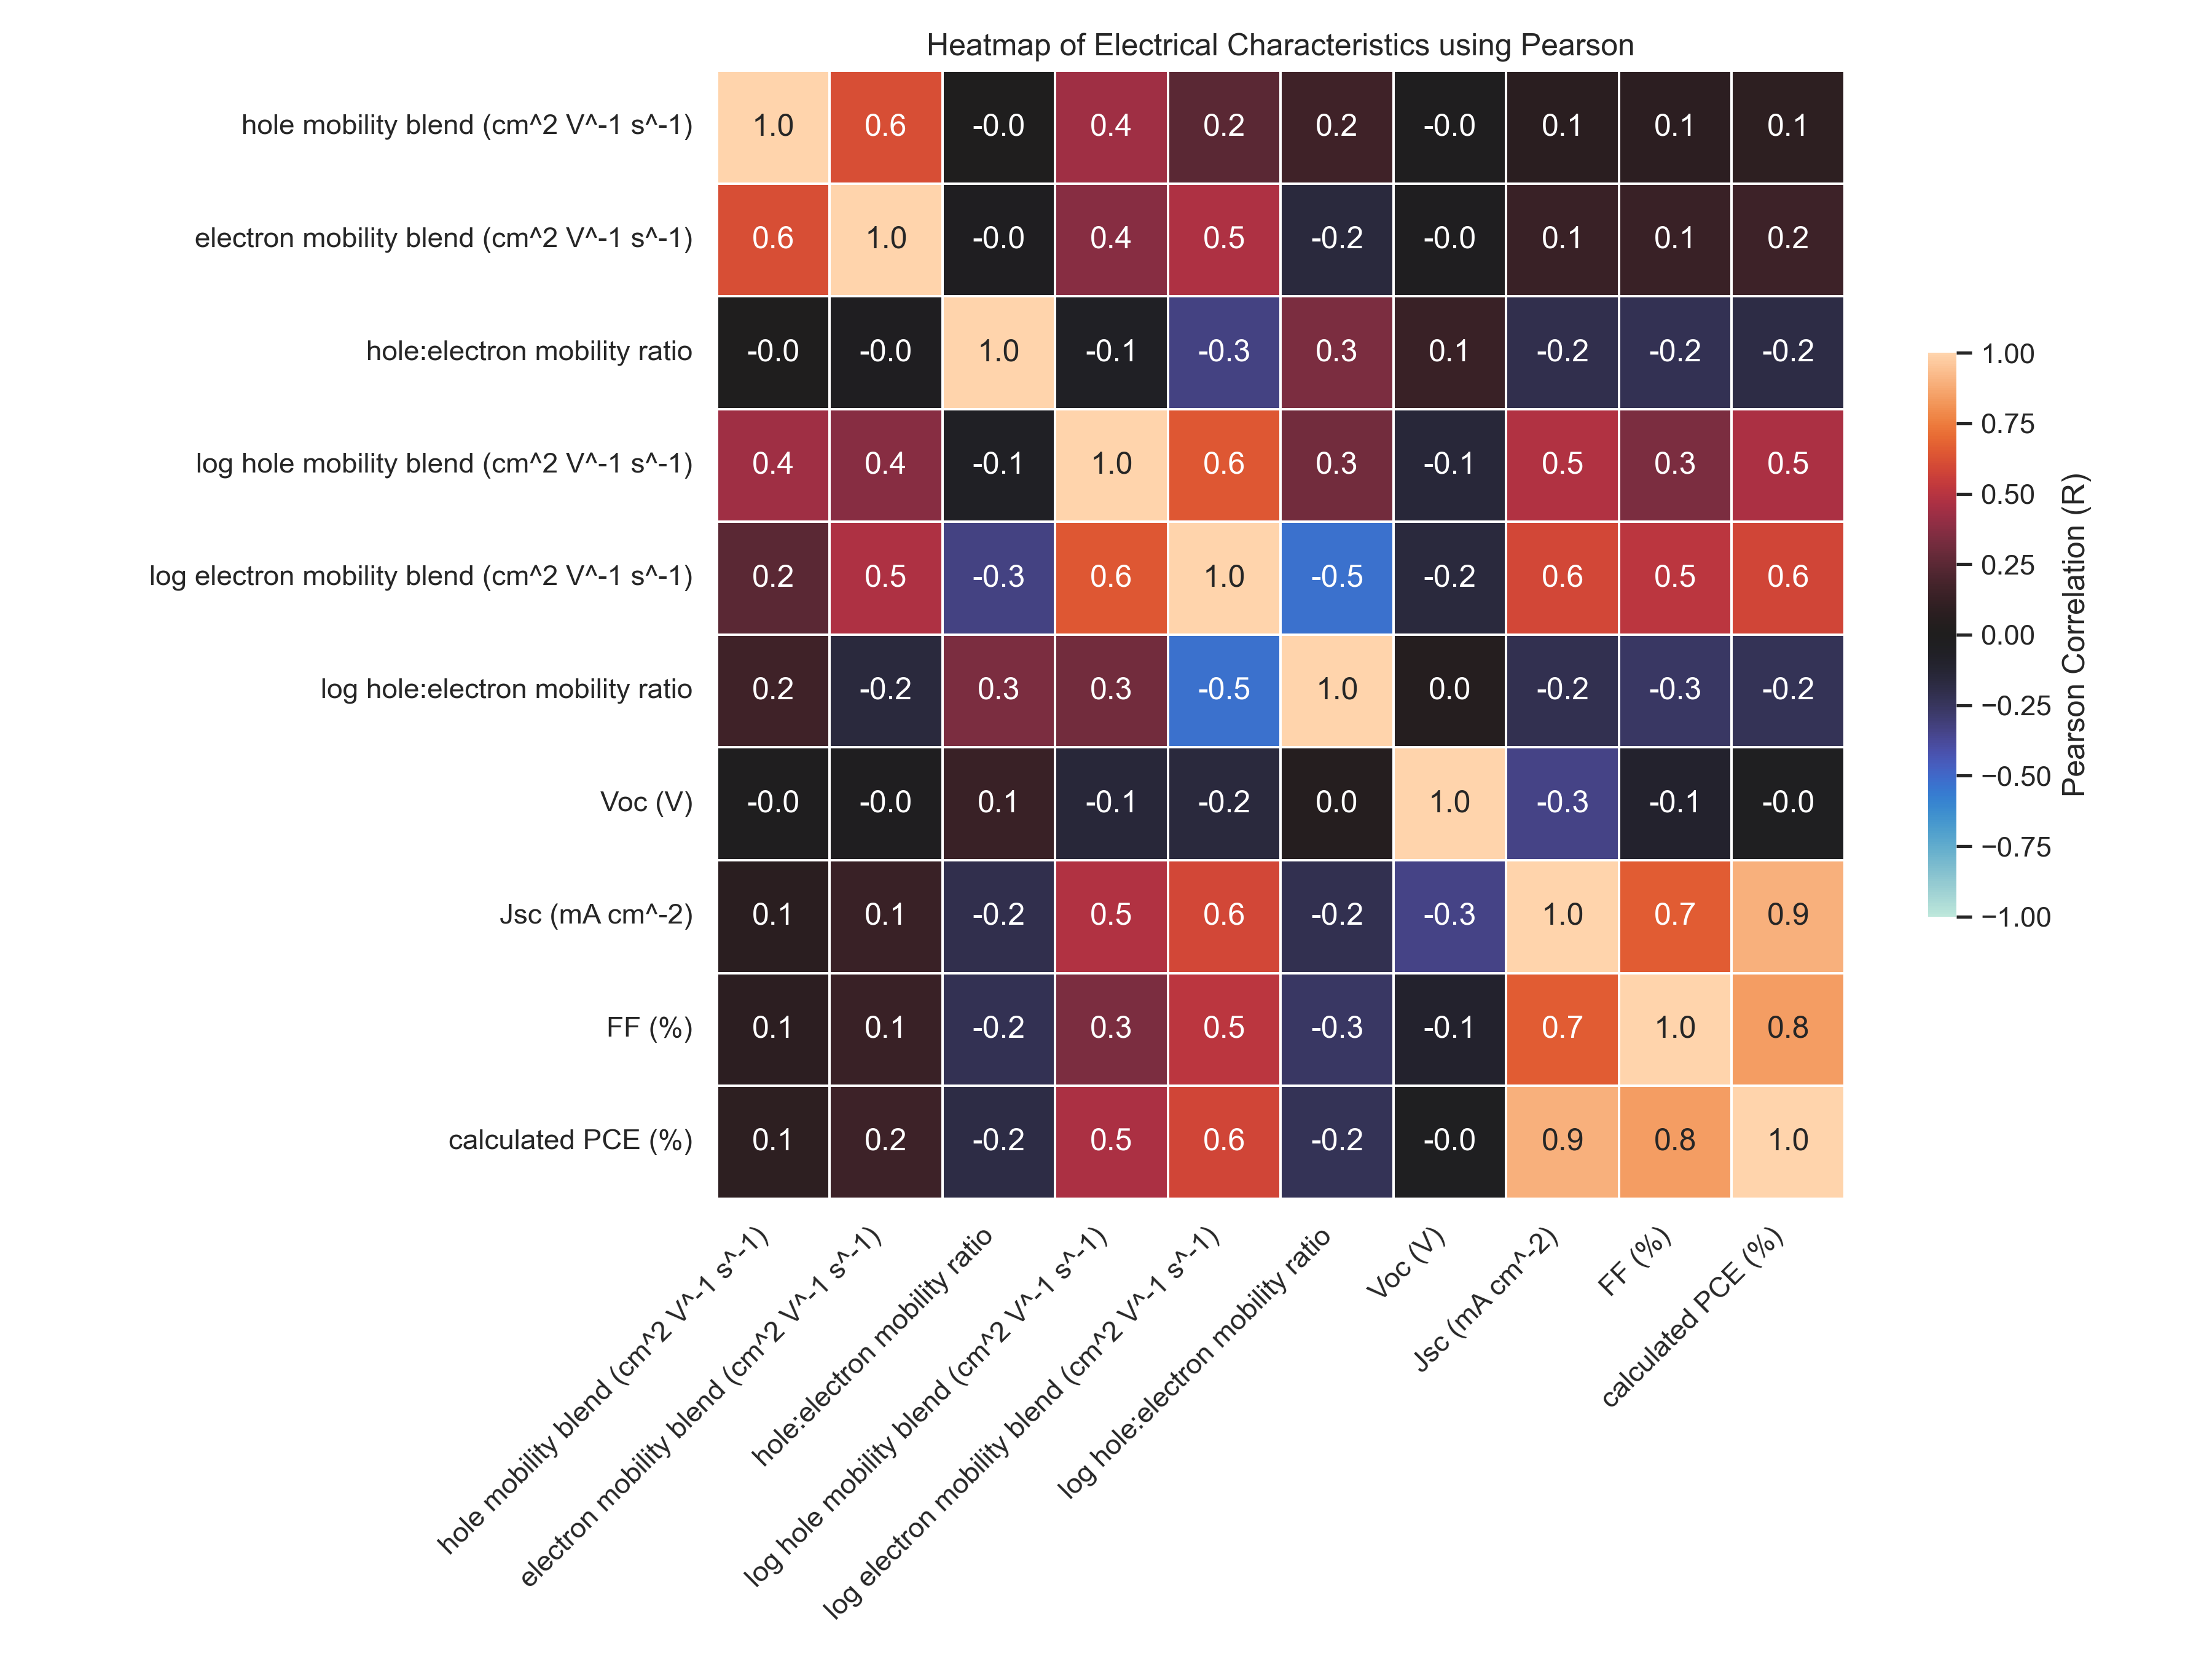 Heatmap of Electrical Characteristics using Pearson
hole mobility blend (cm^2 V^-1 s^-1) 1.0 0.6 -0.0 0.4 0.2 0.2 -0.0 0.1 0.1 0.1
electron mobility blend (cm^2 V^-1 s^-1) 0.6 1.0 -0.0 0.4 0.5 -0.2 -0.0 0.1 0.1 0.2
hole:electron mobility ratio -0.0 -0.0 1.0 -0.1 -0.3 0.3 0.1 -0.2 -0.2 -0.2
log hole mobility blend (cm^2 V^-1 s^-1) 0.4 0.4 -0.1 1.0 0.6 0.3 -0.1 0.5 0.3 0.5
log electron mobility blend (cm^2 V^-1 s^-1) 0.2 0.5 -0.3 0.6 1.0 -0.5 -0.2 0.6 0.5 0.6
log hole:electron mobility ratio 0.2 -0.2 0.3 0.3 -0.5 1.0 0.0 -0.2 -0.3 -0.2
Voc (V) -0.0 -0.0 0.1 -0.1 -0.2 0.0 1.0 -0.3 -0.1 -0.0
Jsc (mA cm^-2) 0.1 0.1 -0.2 0.5 0.6 -0.2 -0.3 1.0 0.7 0.9
FF (%) 0.1 0.1 -0.2 0.3 0.5 -0.3 -0.1 0.7 1.0 0.8
calculated PCE (%) 0.1 0.2 -0.2 0.5 0.6 -0.2 -0.0 0.9 0.8 1.0
hole mobility blend (cm^2 V^-1 s^-1)
electron mobility blend (cm^2 V^-1 s^-1)
hole:electron mobility ratio
log hole mobility blend (cm^2 V^-1 s^-1)
log electron mobility blend (cm^2 V^-1 s^-1)
log hole:electron mobility ratio
Voc (V)
Jsc (mA cm^-2)
FF (%)
calculated PCE (%)
1.00
0.75
0.50
0.25
0.00
−0.25
−0.50
−0.75
−1.00
Pearson Correlation (R)